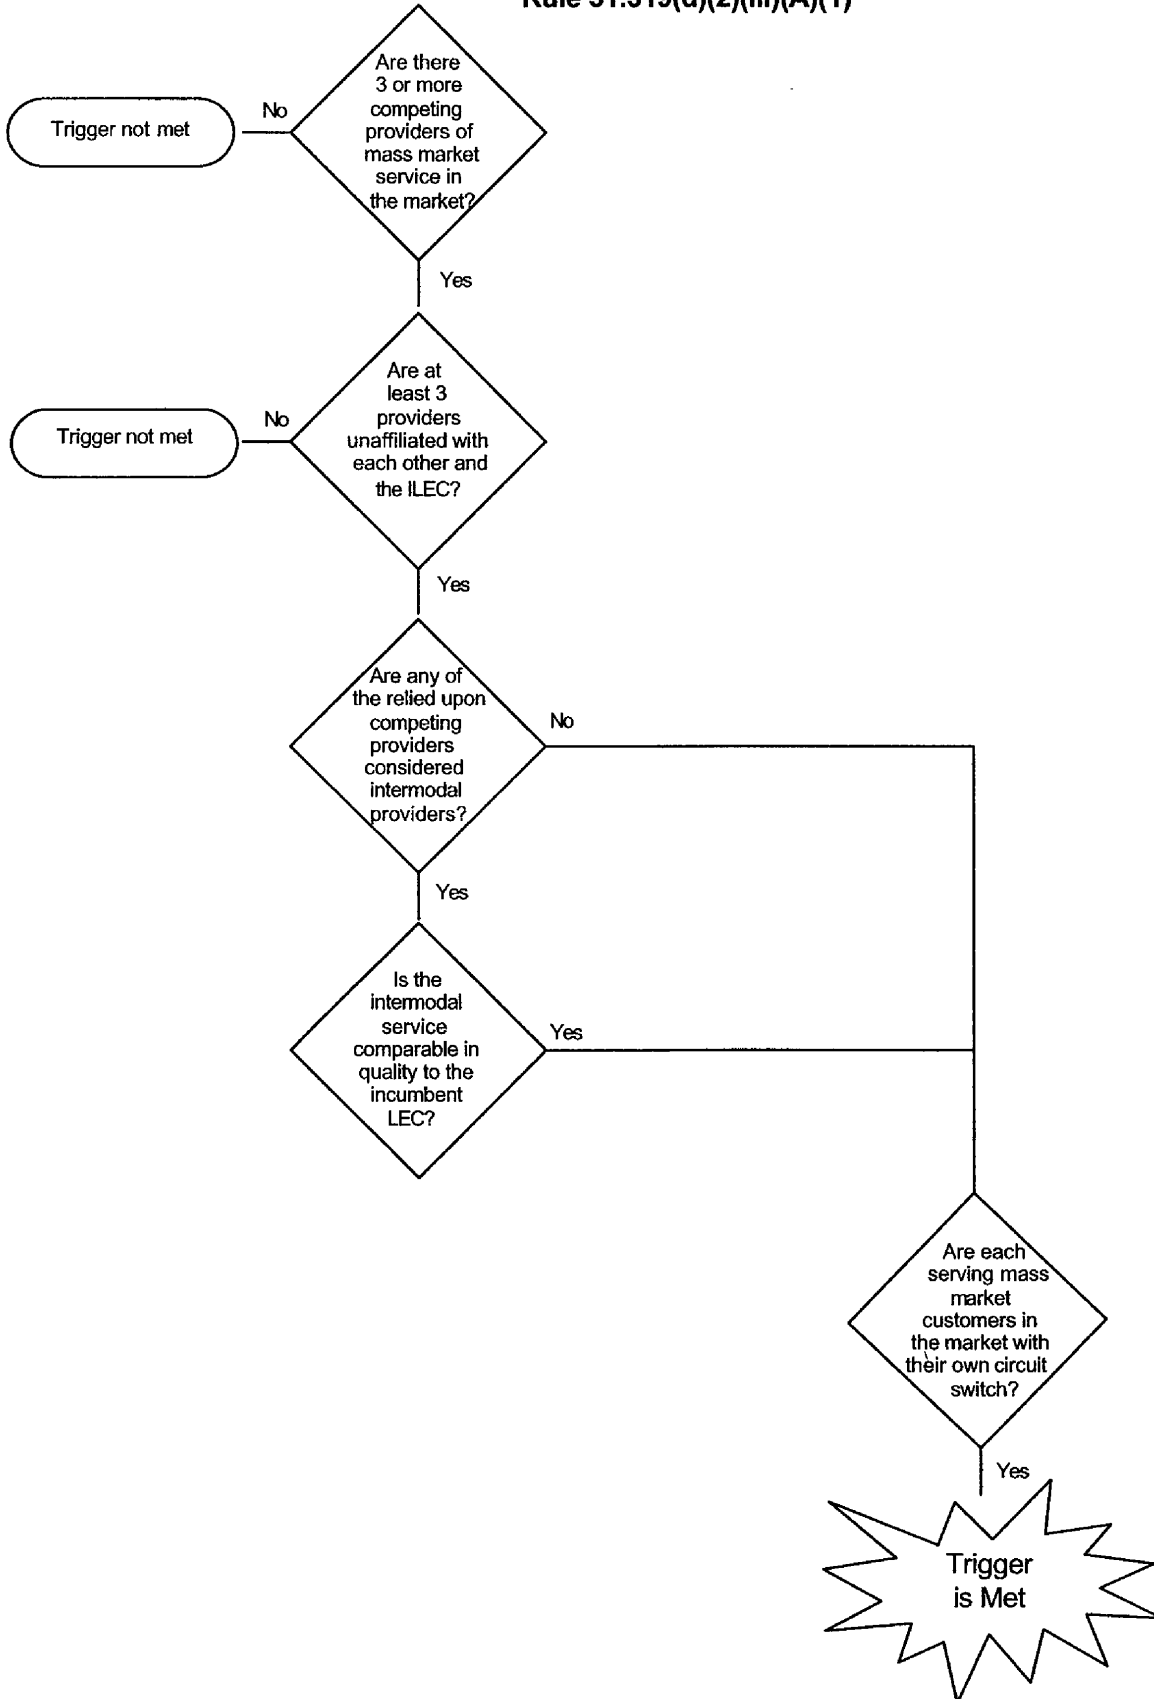 Rule 51.319(d)(2)(iii)(A)(1)
Are there
3 or more
competing
providers of
mass market
service in
the market?
No
Trigger not met
Yes
Are at
least 3
providers
unaffiliated with
each other and
the ILEC?
No
Trigger not met
Yes
Are any of
the relied upon
competing
providers
considered
intermodal
providers?
No
Yes
Is the
intermodal
service
comparable in
quality to the
incumbent
LEC?
Yes
Are each
serving mass
market
customers in
the market with
their own circuit
switch?
Yes
Trigger
is Met